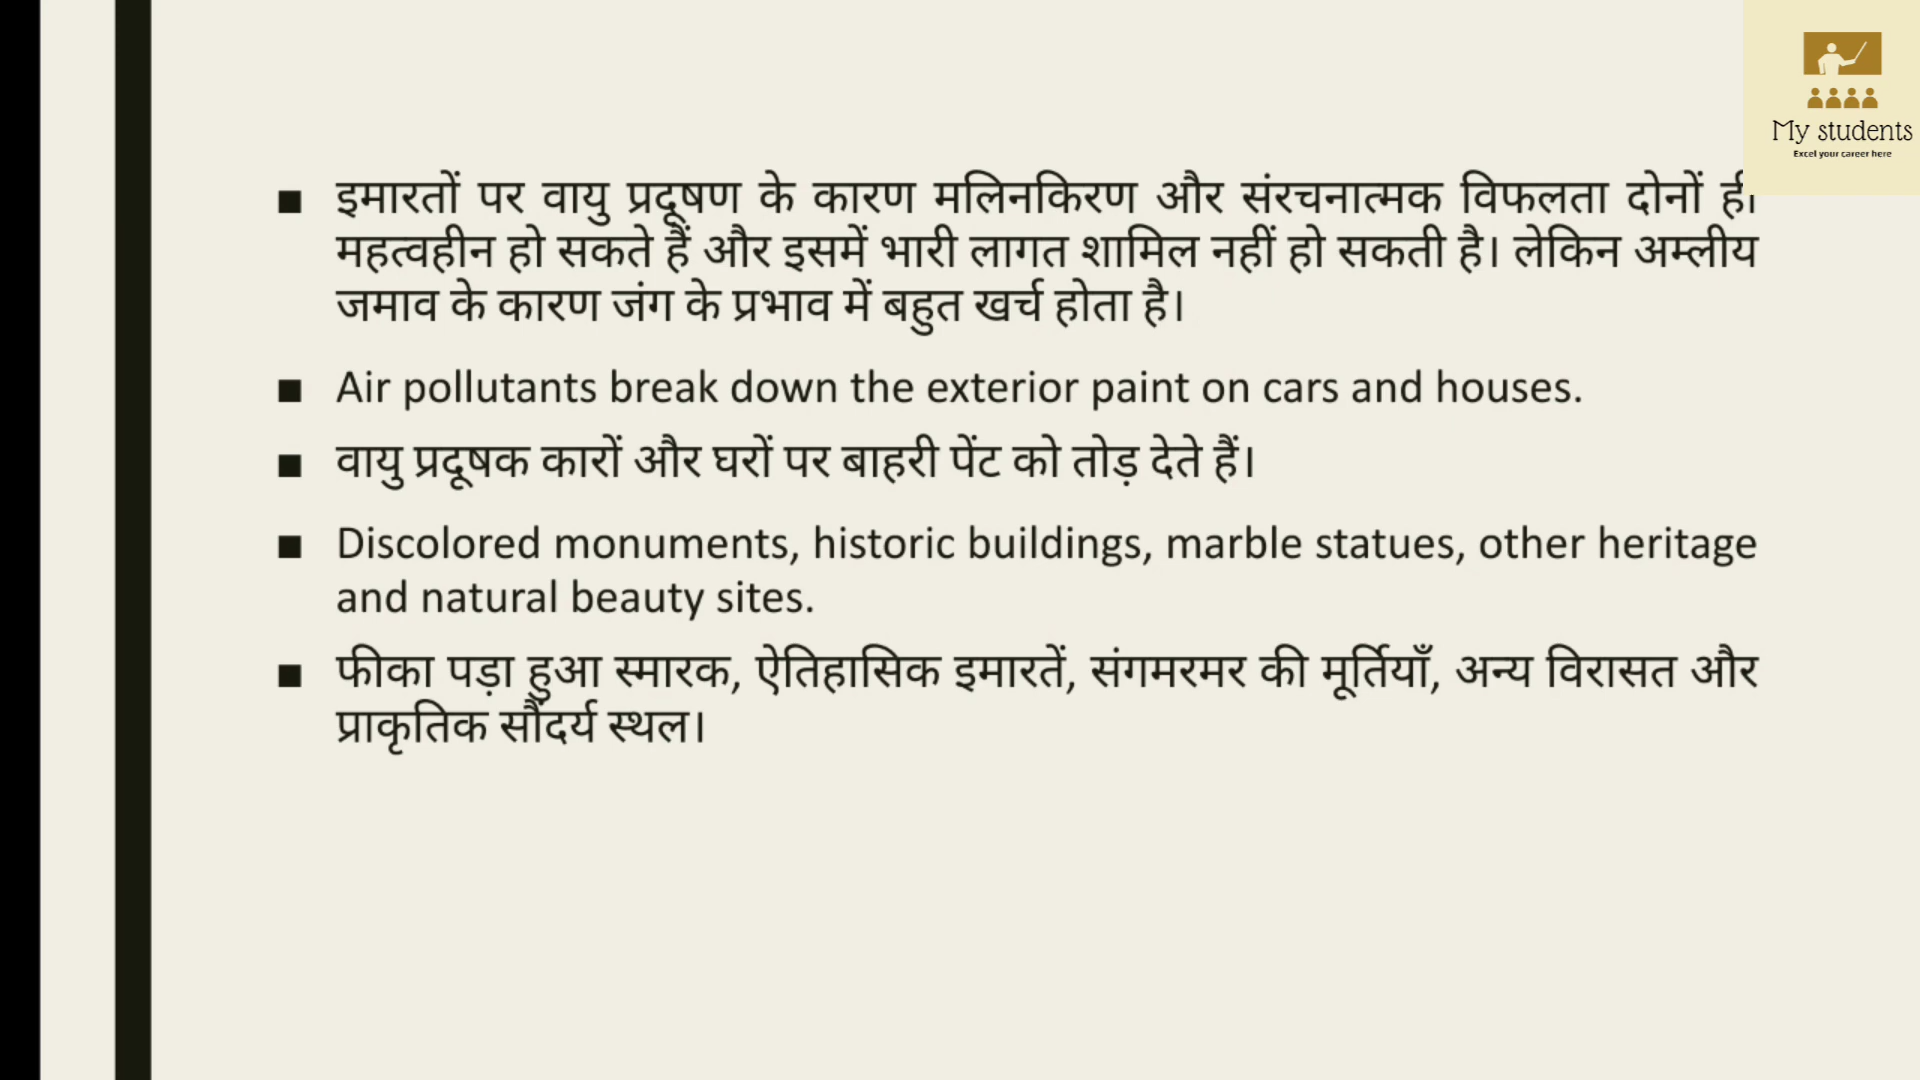 My students
Excel your career here
■ इमारतों पर वायु प्रदूषण के कारण मलिनकिरण और संरचनात्मक विफलता दोनों ही
महत्वहीन हो सकते हैं और इसमें भारी लागत शामिल नहीं हो सकती है। लेकिन अम्लीय
जमाव के कारण जंग के प्रभाव में बहुत खर्च होता है।
■ Air pollutants break down the exterior paint on cars and houses.
■ वायु प्रदूषक कारों और घरों पर बाहरी पेंट को तोड़ देते हैं।
■ Discolored monuments, historic buildings, marble statues, other heritage
and natural beauty sites.
■ फीका पड़ा हुआ स्मारक, ऐतिहासिक इमारतें, संगमरमर की मूर्तियाँ, अन्य विरासत और
प्राकृतिक सौंदर्य स्थल।